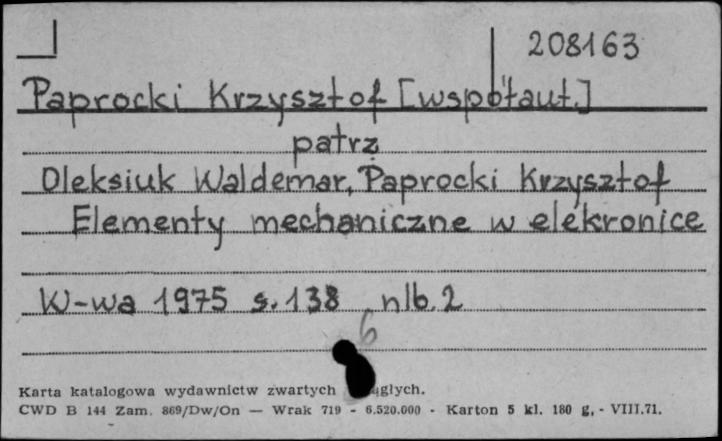 208163
Paprocki Krzysztof [współaut.]
patrz
Oleksiuk Waldemar, Paprocki Krzysztof
Elementy mechaniczne w elekronice
W-wa 1975 s. 138 nlb. 2
6
Karta katalogowa wydawnictw zwartych
CWD B 144 Zam. 869/Dw/On — Wrak 719 - 6.520.000 - Karton 5 kl. 180 g. - VIII.71.